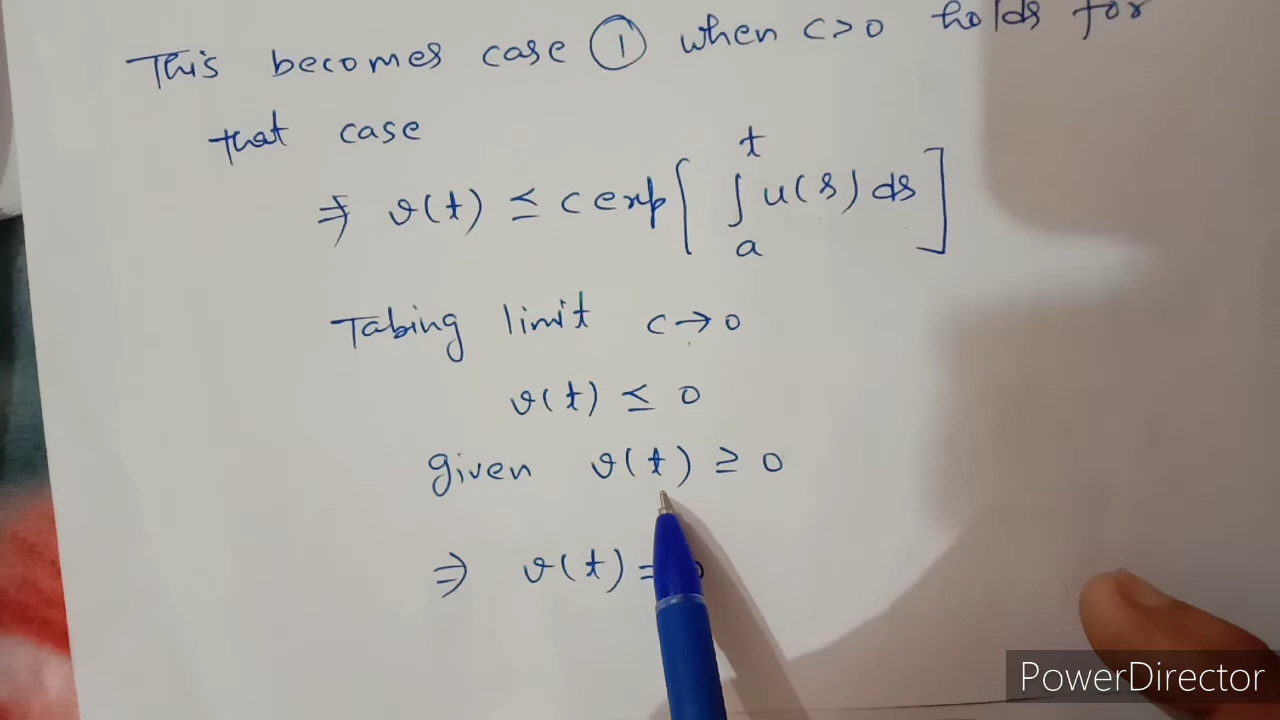 This becomes case ① when c>0 holds for
that case
⇒ v(t) ≤ c exp[ ∫ₐᵗ u(s) ds ]
Tabing limit c→0
v(t) ≤ 0
given v(t) ≥ 0
⇒ v(t) =
PowerDirector